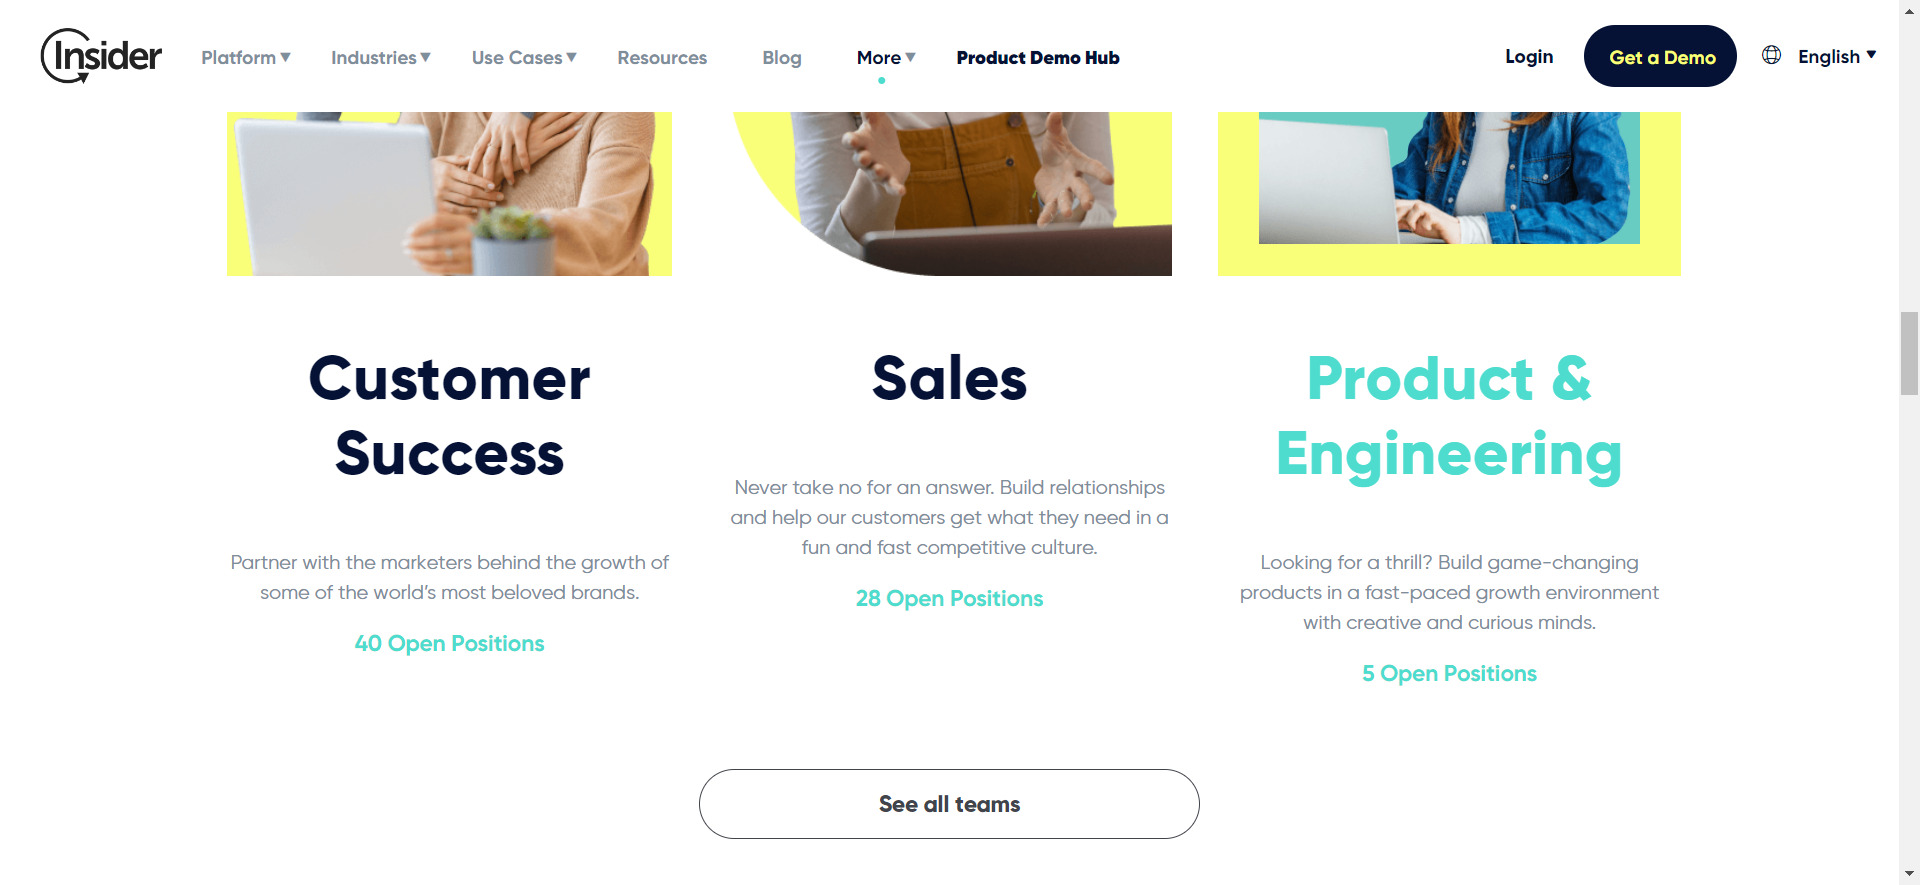 Insider
Platform
Industries
Use Cases
Resources
Blog
More
Product Demo Hub
Login
Get a Demo
English
Customer
Success
Partner with the marketers behind the growth of
some of the world’s most beloved brands.
40 Open Positions
Sales
Never take no for an answer. Build relationships
and help our customers get what they need in a
fun and fast competitive culture.
28 Open Positions
Product &
Engineering
Looking for a thrill? Build game-changing
products in a fast-paced growth environment
with creative and curious minds.
5 Open Positions
See all teams